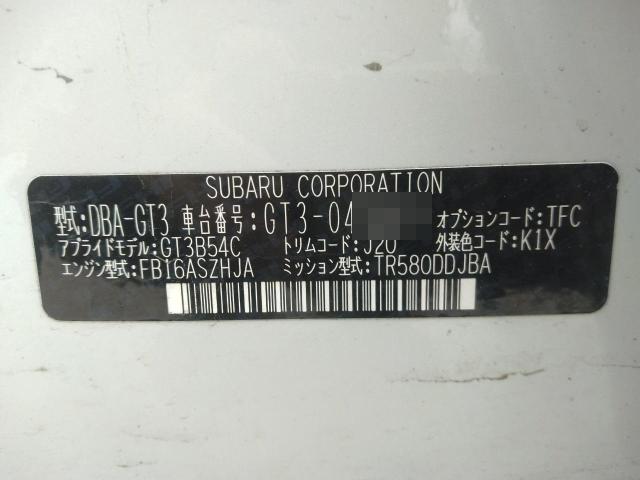 SUBARU CORPORATION
型式:DBA-GT3 車台番号:GT3-04 オプションコード:TFC
アプライドモデル:GT3B54C トリムコード:J20 外装色コード:K1X
エンジン型式:FB16ASZHJA ミッション型式:TR580DDJBA